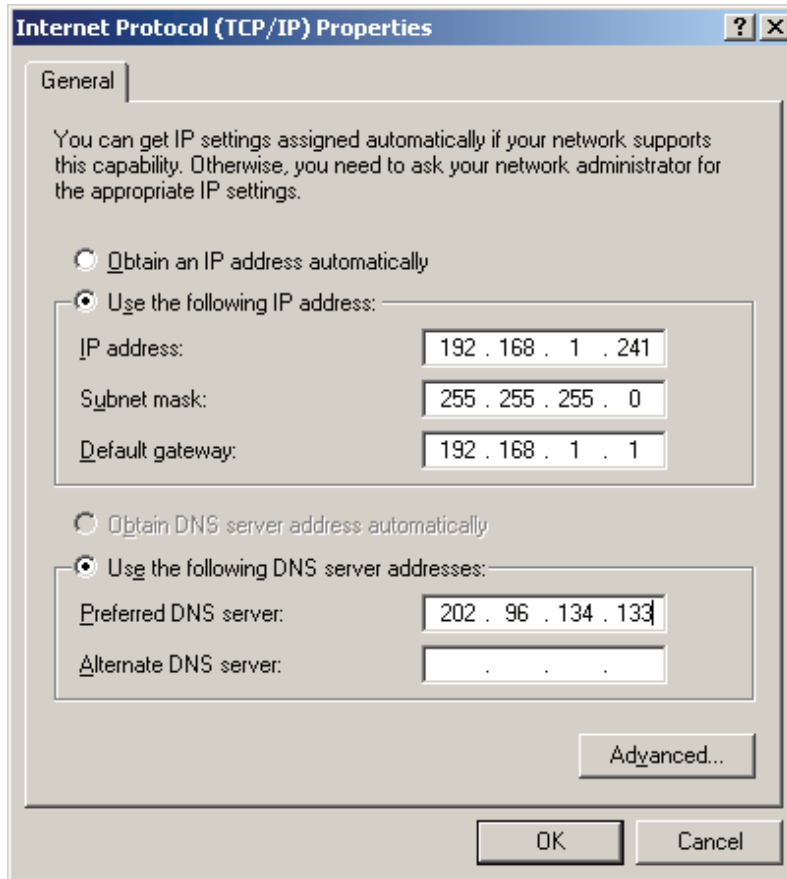 Internet Protocol (TCP/IP) Properties
General
You can get IP settings assigned automatically if your network supports
this capability. Otherwise, you need to ask your network administrator for
the appropriate IP settings.
Obtain an IP address automatically
Use the following IP address:
IP address: 192 . 168 . 1 . 241
Subnet mask: 255 . 255 . 255 . 0
Default gateway: 192 . 168 . 1 . 1
Obtain DNS server address automatically
Use the following DNS server addresses:
Preferred DNS server: 202 . 96 . 134 . 133
Alternate DNS server: . . .
Advanced...
OK Cancel